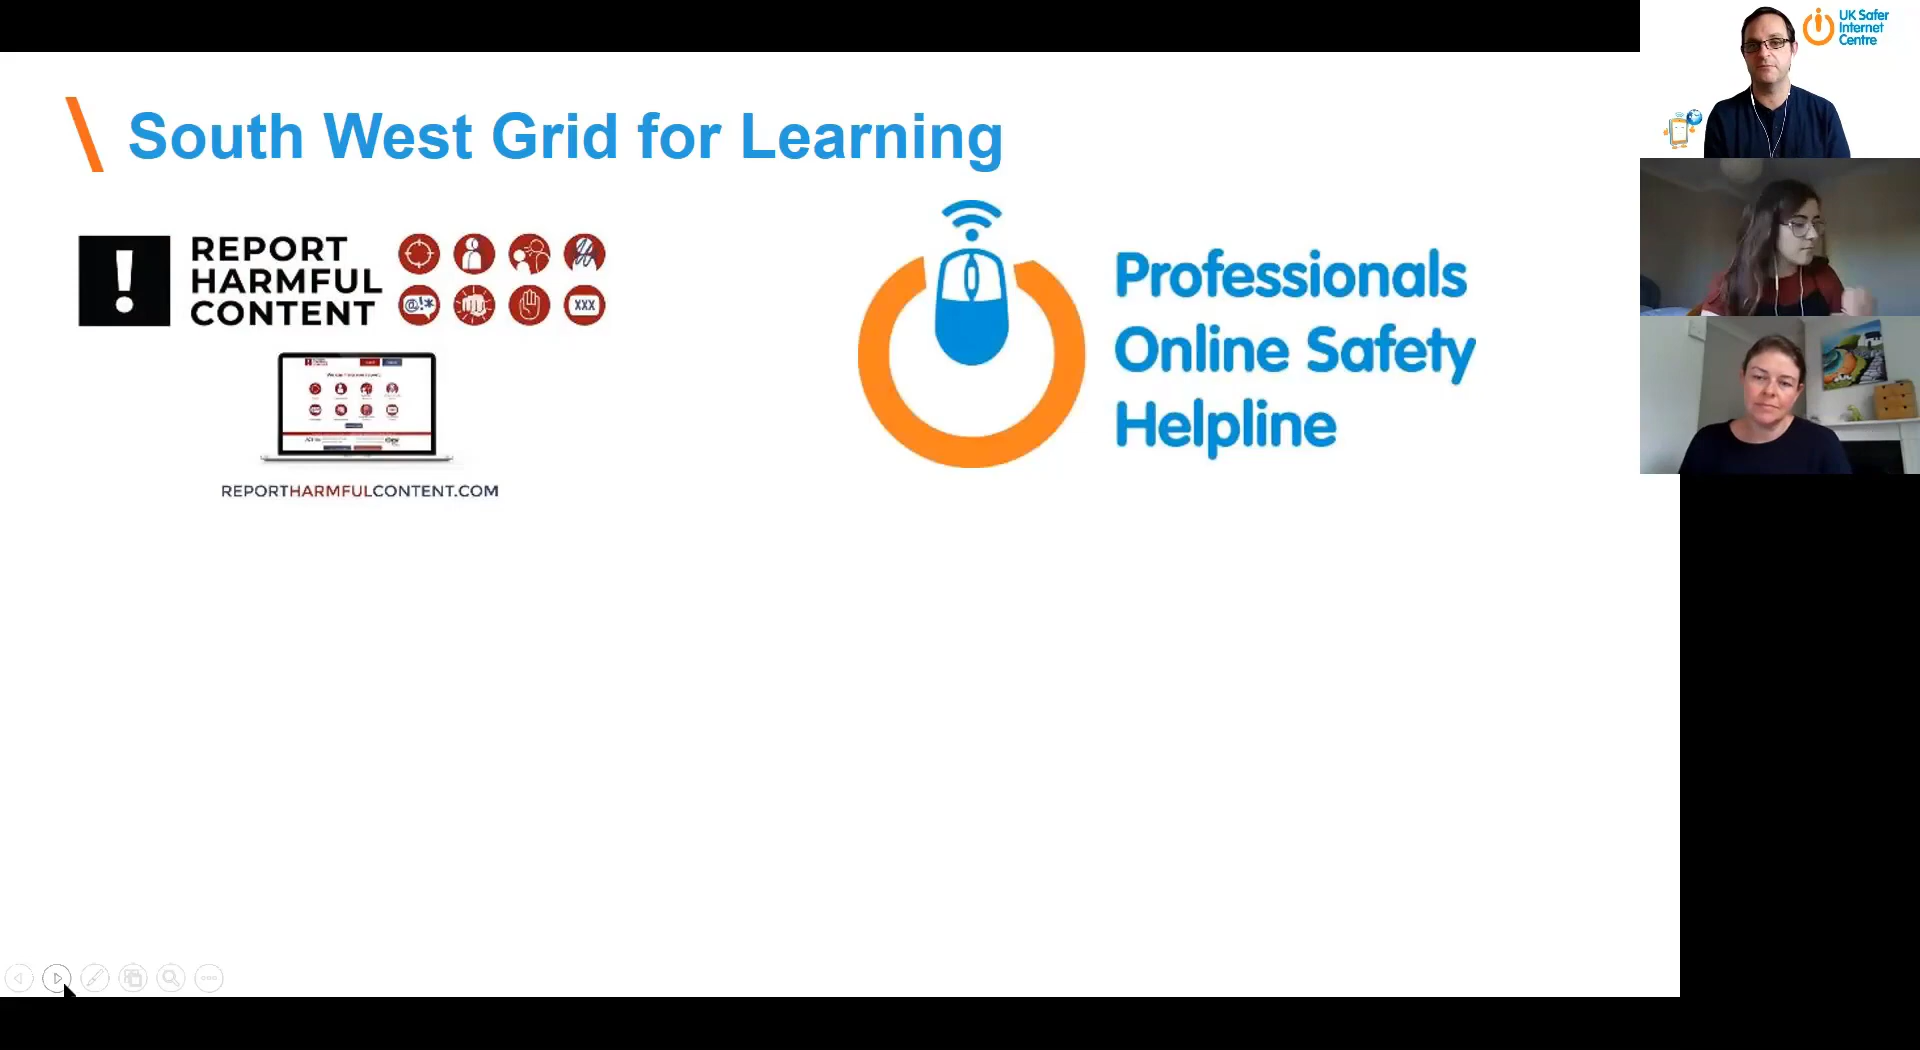 South West Grid for Learning
REPORT
HARMFUL
CONTENT
@!*
XXX
REPORTHARMFULCONTENT.COM
Professionals
Online Safety
Helpline
UK Safer
Internet
Centre